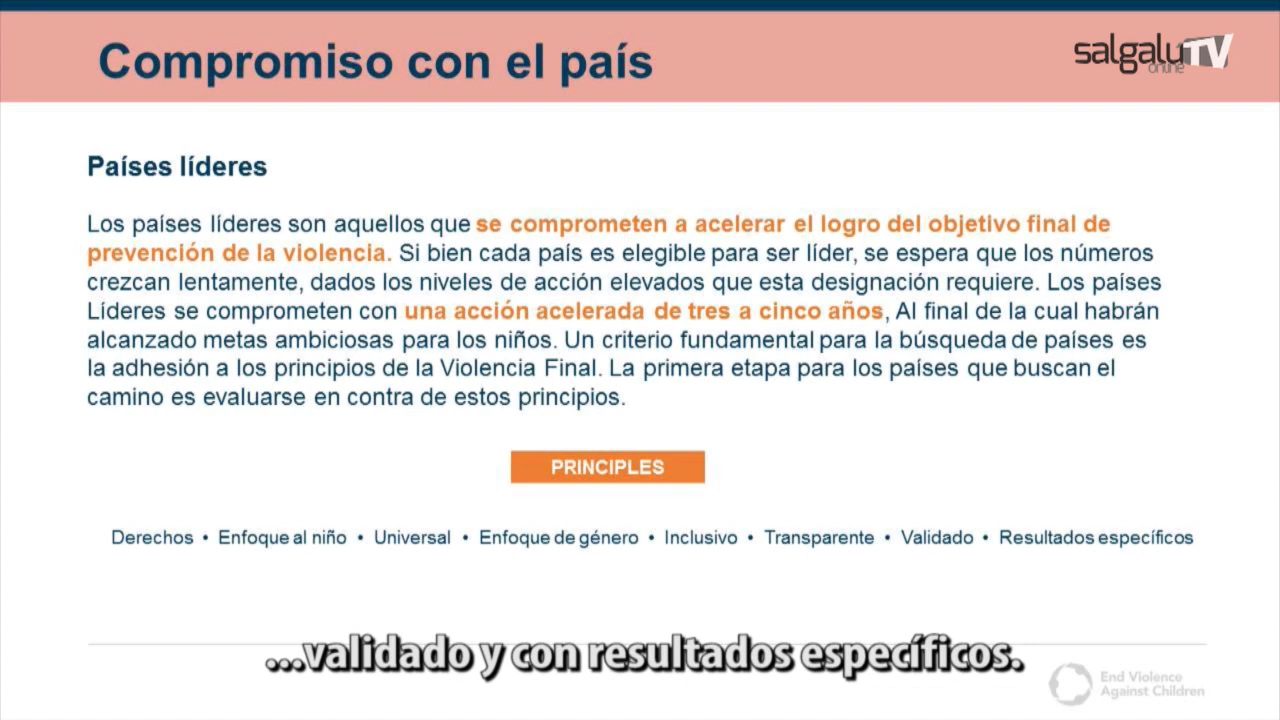 Compromiso con el país
salgaluTV
online
Países líderes
Los países líderes son aquellos que se comprometen a acelerar el logro del objetivo final de
prevención de la violencia. Si bien cada país es elegible para ser líder, se espera que los números
crezcan lentamente, dados los niveles de acción elevados que esta designación requiere. Los países
Líderes se comprometen con una acción acelerada de tres a cinco años, Al final de la cual habrán
alcanzado metas ambiciosas para los niños. Un criterio fundamental para la búsqueda de países es
la adhesión a los principios de la Violencia Final. La primera etapa para los países que buscan el
camino es evaluarse en contra de estos principios.
PRINCIPLES
Derechos • Enfoque al niño • Universal • Enfoque de género • Inclusivo • Transparente • Validado • Resultados específicos
...validado y con resultados específicos.
End Violence
Against Children